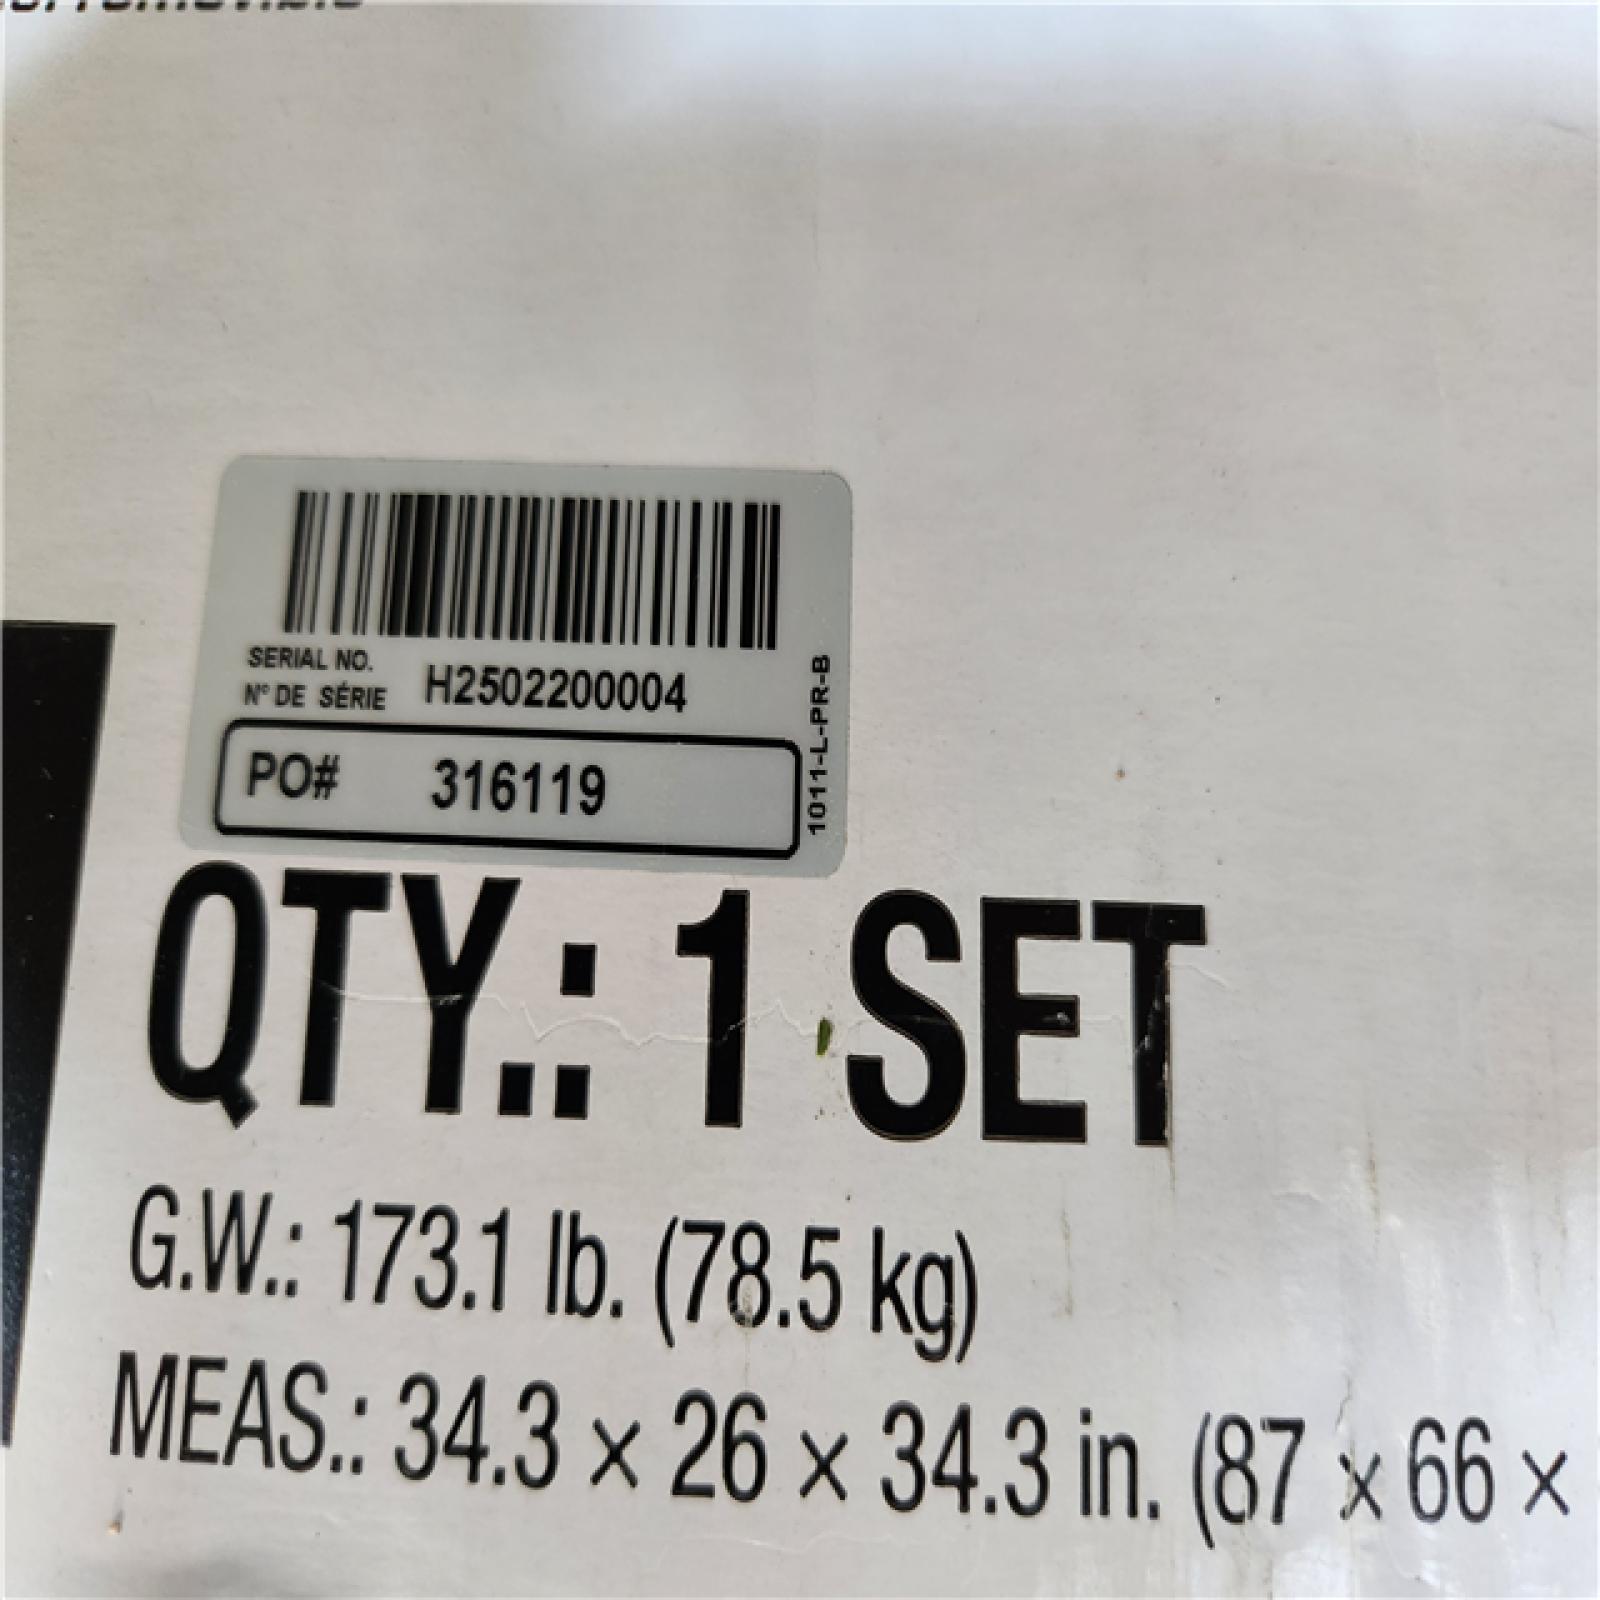 SERIAL NO.
N° DE SÉRIE H2502200004
PO# 316119
1011-L-PR-B
QTY.: 1 SET
G.W.: 173.1 lb. (78.5 kg)
MEAS.: 34.3 × 26 × 34.3 in. (87 × 66 ×